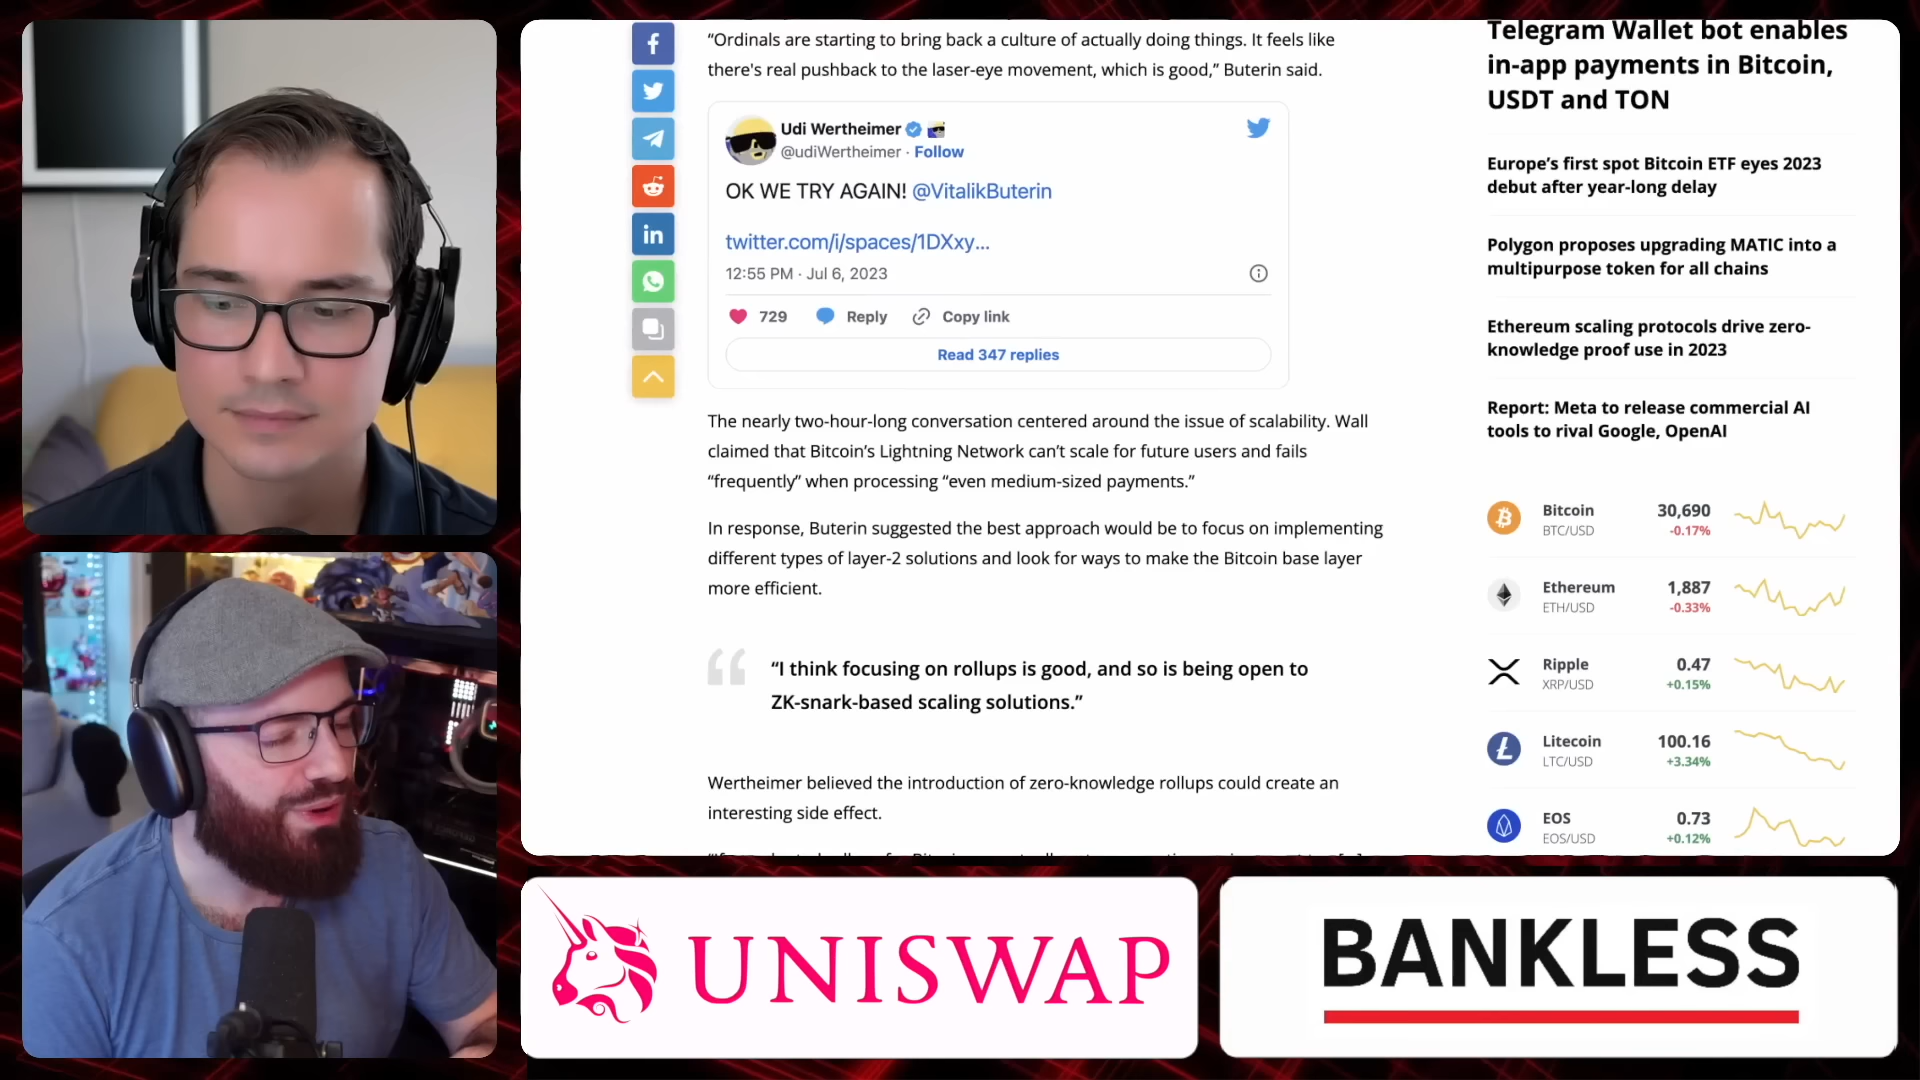 “Ordinals are starting to bring back a culture of actually doing things. It feels like
there's real pushback to the laser-eye movement, which is good,” Buterin said.
Udi Wertheimer
@udiWertheimer · Follow
OK WE TRY AGAIN! @VitalikButerin
twitter.com/i/spaces/1DXxy...
12:55 PM · Jul 6, 2023
729 Reply Copy link
Read 347 replies
The nearly two-hour-long conversation centered around the issue of scalability. Wall
claimed that Bitcoin’s Lightning Network can’t scale for future users and fails
“frequently” when processing “even medium-sized payments.”
In response, Buterin suggested the best approach would be to focus on implementing
different types of layer-2 solutions and look for ways to make the Bitcoin base layer
more efficient.
“I think focusing on rollups is good, and so is being open to
ZK-snark-based scaling solutions.”
Wertheimer believed the introduction of zero-knowledge rollups could create an
interesting side effect.
Telegram Wallet bot enables
in-app payments in Bitcoin,
USDT and TON
Europe’s first spot Bitcoin ETF eyes 2023
debut after year-long delay
Polygon proposes upgrading MATIC into a
multipurpose token for all chains
Ethereum scaling protocols drive zero-
knowledge proof use in 2023
Report: Meta to release commercial AI
tools to rival Google, OpenAI
Bitcoin 30,690
BTC/USD -0.17%
Ethereum 1,887
ETH/USD -0.33%
Ripple 0.47
XRP/USD +0.15%
Litecoin 100.16
LTC/USD +3.34%
EOS 0.73
EOS/USD +0.12%
UNISWAP
BANKLESS